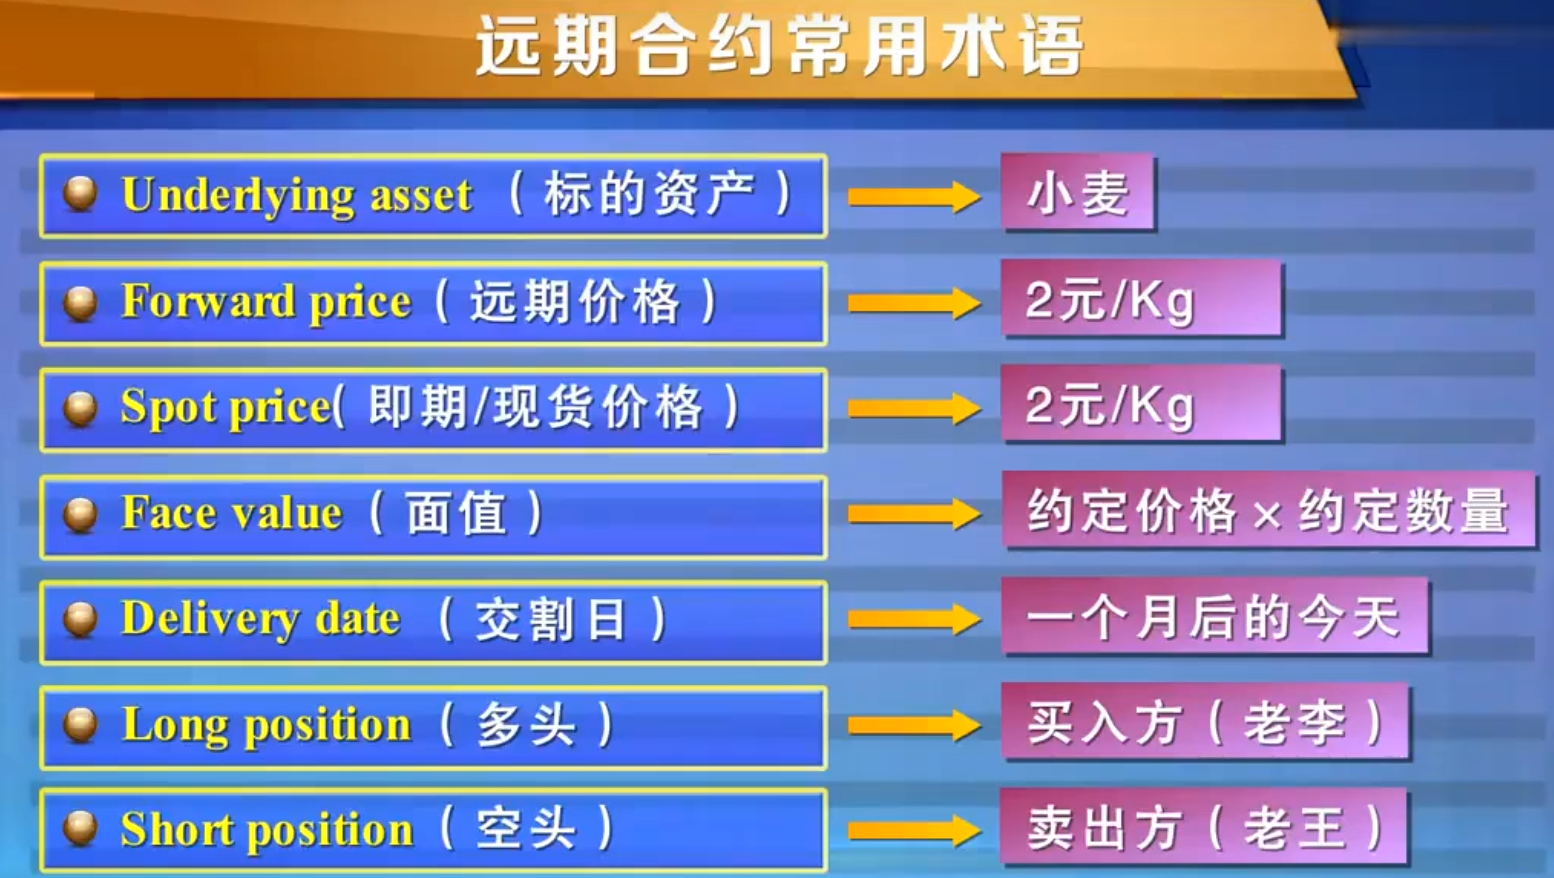 远期合约常用术语
Underlying asset （标的资产） 小麦
Forward price（远期价格） 2元/Kg
Spot price(即期/现货价格） 2元/Kg
Face value（面值） 约定价格×约定数量
Delivery date （交割日） 一个月后的今天
Long position（多头） 买入方（老李）
Short position（空头） 卖出方（老王）